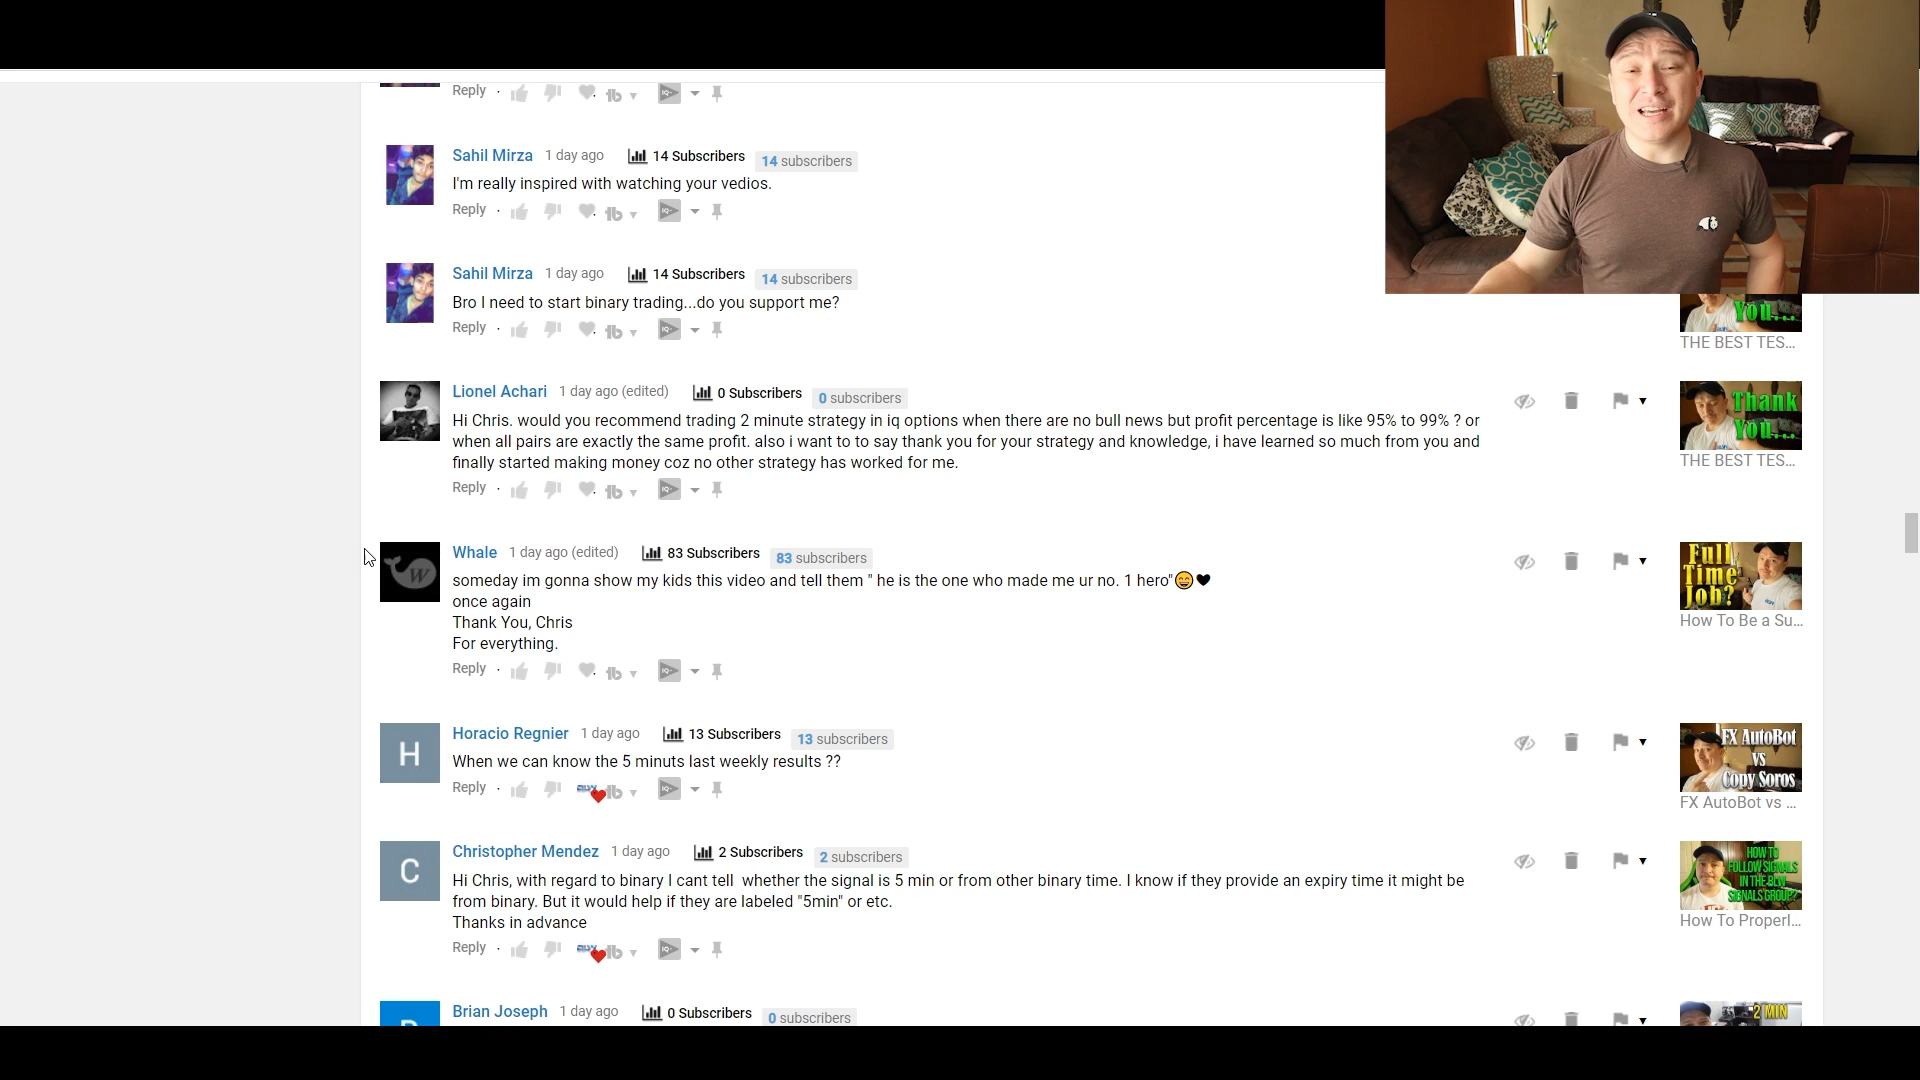 Reply
Sahil Mirza 1 day ago 14 Subscribers 14 subscribers
I'm really inspired with watching your vedios.
Reply
Sahil Mirza 1 day ago 14 Subscribers 14 subscribers
Bro I need to start binary trading...do you support me?
Reply
You...
THE BEST TES...
Lionel Achari 1 day ago (edited) 0 Subscribers 0 subscribers
Hi Chris. would you recommend trading 2 minute strategy in iq options when there are no bull news but profit percentage is like 95% to 99% ? or
when all pairs are exactly the same profit. also i want to to say thank you for your strategy and knowledge, i have learned so much from you and
finally started making money coz no other strategy has worked for me.
Reply
Thank
You...
THE BEST TES...
Whale 1 day ago (edited) 83 Subscribers 83 subscribers
someday im gonna show my kids this video and tell them " he is the one who made me ur no. 1 hero"😄🖤
once again
Thank You, Chris
For everything.
Reply
W
Full
Time
Job?
How To Be a Su...
Horacio Regnier 1 day ago 13 Subscribers 13 subscribers
When we can know the 5 minuts last weekly results ??
Reply
H
FX AutoBot
vs
Copy Soros
FX AutoBot vs ...
Christopher Mendez 1 day ago 2 Subscribers 2 subscribers
Hi Chris, with regard to binary I cant tell  whether the signal is 5 min or from other binary time. I know if they provide an expiry time it might be
from binary. But it would help if they are labeled "5min" or etc.
Thanks in advance
Reply
C
HOW TO
FOLLOW SIGNALS
IN THE BLW
SIGNALS GROUP?
How To Properl...
Brian Joseph 1 day ago 0 Subscribers 0 subscribers
2 MIN